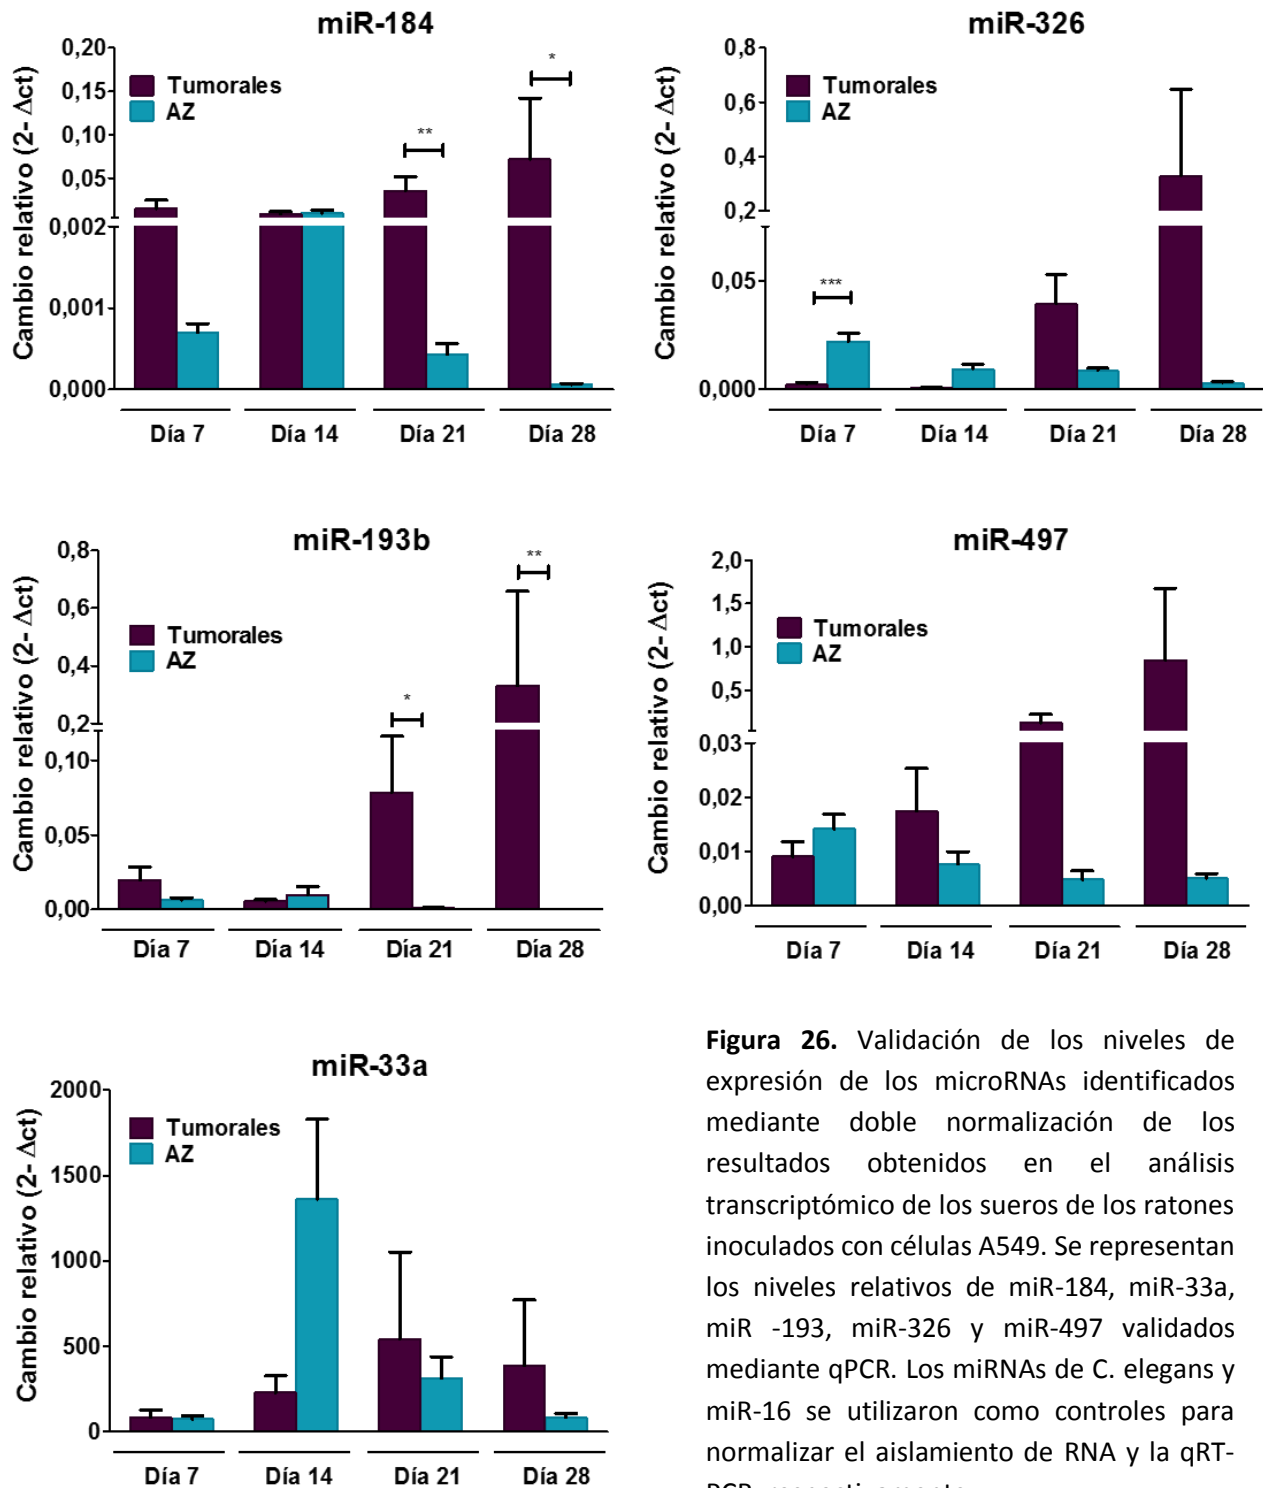 miR-184
Cambio relativo (2- Δct)
0,20
0,15
0,10
0,05
0,002
0,001
0,000
Tumorales
AZ
**
*
Día 7 Día 14 Día 21 Día 28
miR-326
Cambio relativo (2- Δct)
0,8
0,6
0,4
0,2
0,05
0,000
Tumorales
AZ
***
Día 7 Día 14 Día 21 Día 28
miR-193b
Cambio relativo (2- Δct)
0,8
0,6
0,4
0,2
0,10
0,05
0,00
Tumorales
AZ
*
**
Día 7 Día 14 Día 21 Día 28
miR-497
Cambio relativo (2- Δct)
2,0
1,5
1,0
0,5
0,03
0,02
0,01
0,00
Tumorales
AZ
Día 7 Día 14 Día 21 Día 28
miR-33a
Cambio relativo (2- Δct)
2000
1500
1000
500
0
Tumorales
AZ
Día 7 Día 14 Día 21 Día 28
Figura 26. Validación de los niveles de
expresión de los microRNAs identificados
mediante doble normalización de los
resultados obtenidos en el análisis
transcriptómico de los sueros de los ratones
inoculados con células A549. Se representan
los niveles relativos de miR-184, miR-33a,
miR -193, miR-326 y miR-497 validados
mediante qPCR. Los miRNAs de C. elegans y
miR-16 se utilizaron como controles para
normalizar el aislamiento de RNA y la qRT-